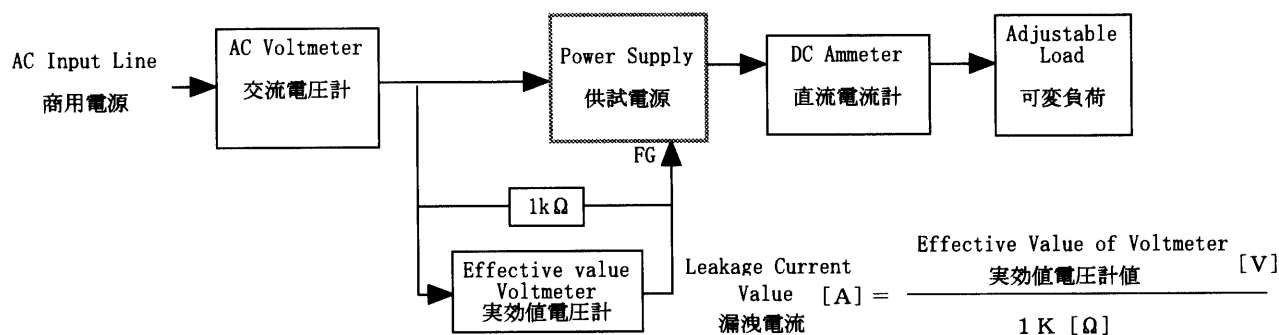 AC Input Line
商用電源
AC Voltmeter
交流電圧計
Power Supply
供試電源
DC Ammeter
直流電流計
Adjustable
Load
可変負荷
FG
1kΩ
Effective value
Voltmeter
実効値電圧計
Leakage Current
Value [A] =
漏洩電流
Effective Value of Voltmeter
実効値電圧計値 [V]
1 K [Ω]